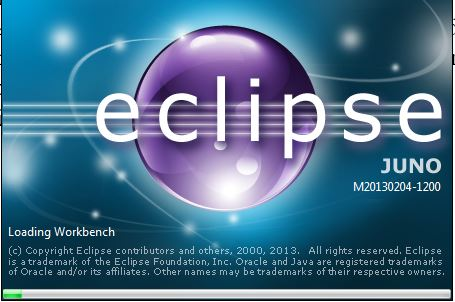 eclipse
JUNO
M20130204-1200
Loading Workbench
(c) Copyright Eclipse contributors and others, 2000, 2013.  All rights reserved. Eclipse
is a trademark of the Eclipse Foundation, Inc. Oracle and Java are registered trademarks
of Oracle and/or its affiliates. Other names may be trademarks of their respective owners.